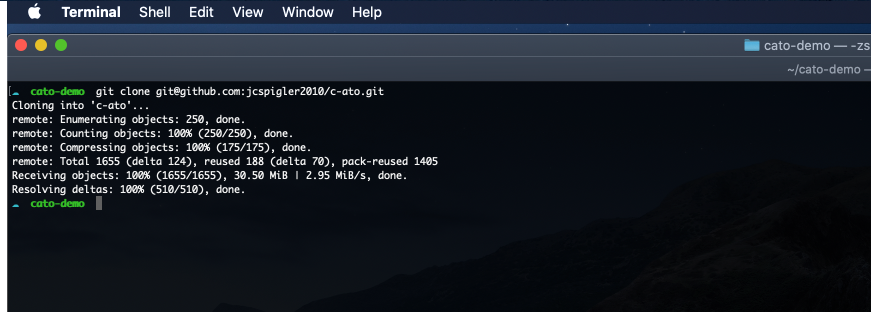 Terminal Shell Edit View Window Help
cato-demo — -zs
~/cato-demo —
cato-demo git clone git@github.com:jcspigler2010/c-ato.git
Cloning into 'c-ato'...
remote: Enumerating objects: 250, done.
remote: Counting objects: 100% (250/250), done.
remote: Compressing objects: 100% (175/175), done.
remote: Total 1655 (delta 124), reused 188 (delta 70), pack-reused 1405
Receiving objects: 100% (1655/1655), 30.50 MiB | 2.95 MiB/s, done.
Resolving deltas: 100% (510/510), done.
cato-demo